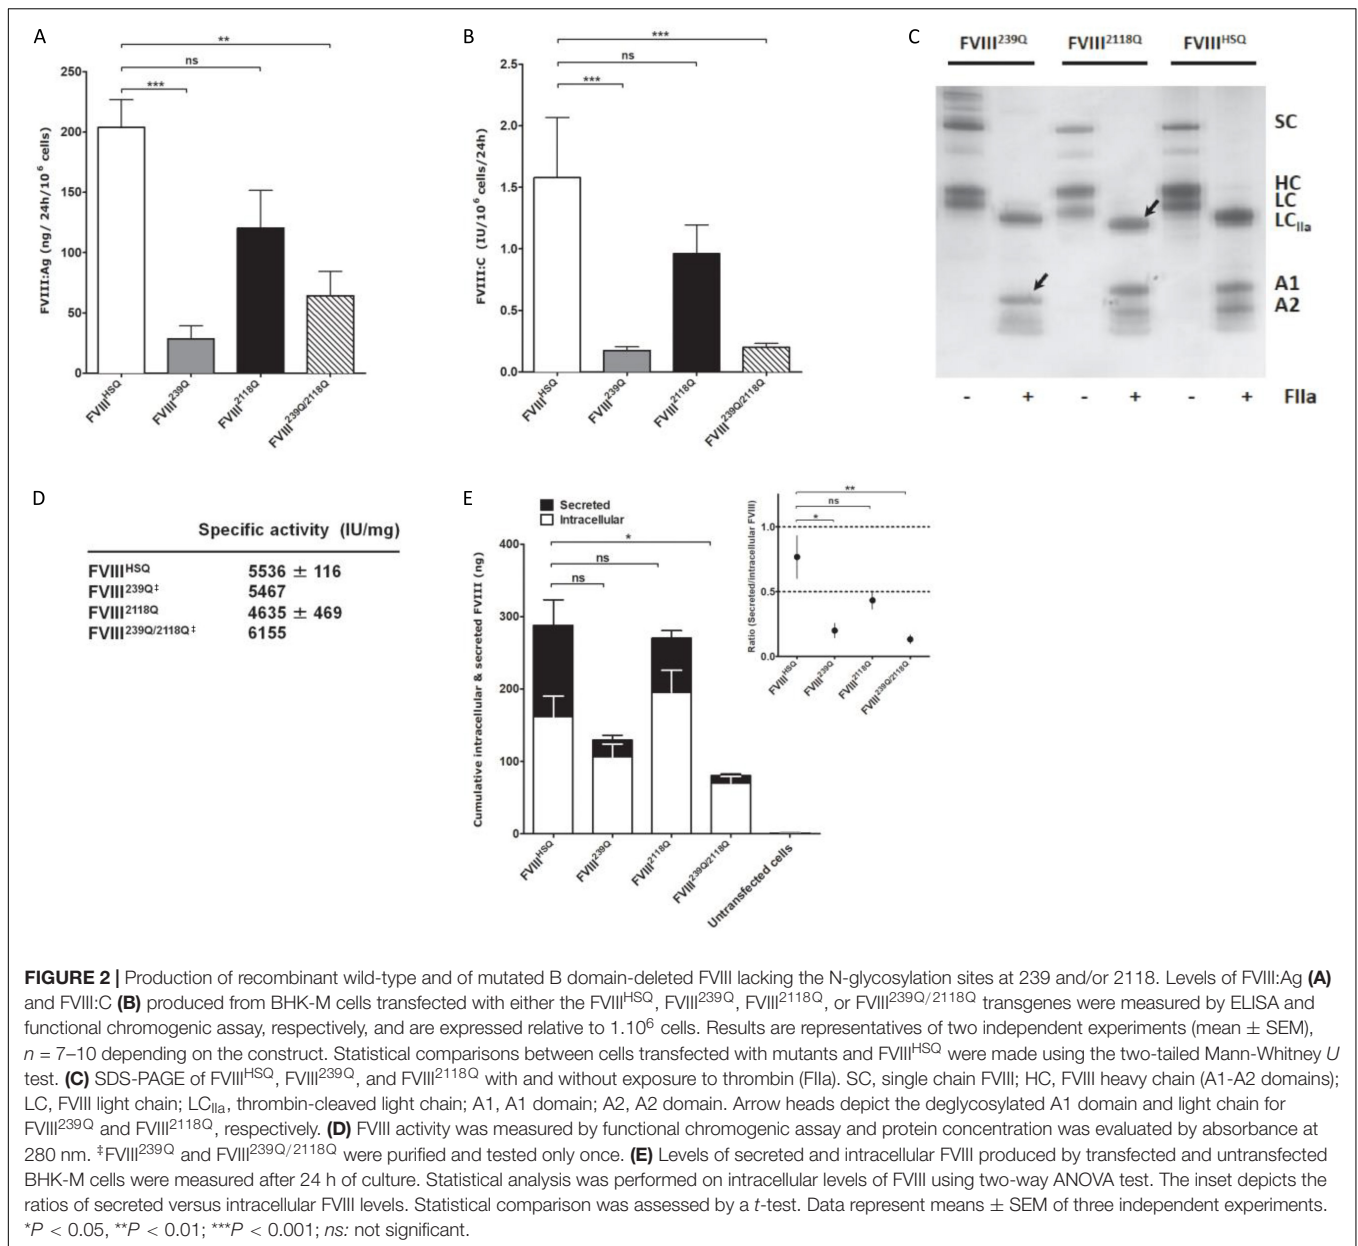 A
**
ns
***
250
200
150
100
50
0
FVIII:Ag (ng/ 24h/10⁶ cells)
FVIII^HSQ
FVIII^239Q
FVIII^2118Q
FVIII^239Q/2118Q
B
***
ns
***
2.5
2.0
1.5
1.0
0.5
0.0
FVIII:C (IU/10⁶ cells/24h)
FVIII^HSQ
FVIII^239Q
FVIII^2118Q
FVIII^239Q/2118Q
C
FVIII^239Q FVIII^2118Q FVIII^HSQ
SC
HC
LC
LC_IIa
A1
A2
- + - + - + FIIa
D
Specific activity (IU/mg)
FVIII^HSQ 5536 ± 116
FVIII^239Q‡ 5467
FVIII^2118Q 4635 ± 469
FVIII^239Q/2118Q‡ 6155
E
Secreted
Intracellular
*
ns
ns
400
300
200
100
0
Cumulative intracellular & secreted FVIII (ng)
FVIII^HSQ
FVIII^239Q
FVIII^2118Q
FVIII^239Q/2118Q
Untransfected cells
**
ns
*
1.0
0.5
0.0
Ratio (Secreted/intracellular FVIII)
FVIII^HSQ
FVIII^239Q
FVIII^2118Q
FVIII^239Q/2118Q
FIGURE 2 | Production of recombinant wild-type and of mutated B domain-deleted FVIII lacking the N-glycosylation sites at 239 and/or 2118. Levels of FVIII:Ag (A)
and FVIII:C (B) produced from BHK-M cells transfected with either the FVIII^HSQ, FVIII^239Q, FVIII^2118Q, or FVIII^239Q/2118Q transgenes were measured by ELISA and
functional chromogenic assay, respectively, and are expressed relative to 1.10⁶ cells. Results are representatives of two independent experiments (mean ± SEM),
n = 7–10 depending on the construct. Statistical comparisons between cells transfected with mutants and FVIII^HSQ were made using the two-tailed Mann-Whitney U
test. (C) SDS-PAGE of FVIII^HSQ, FVIII^239Q, and FVIII^2118Q with and without exposure to thrombin (FIIa). SC, single chain FVIII; HC, FVIII heavy chain (A1-A2 domains);
LC, FVIII light chain; LC_IIa, thrombin-cleaved light chain; A1, A1 domain; A2, A2 domain. Arrow heads depict the deglycosylated A1 domain and light chain for
FVIII^239Q and FVIII^2118Q, respectively. (D) FVIII activity was measured by functional chromogenic assay and protein concentration was evaluated by absorbance at
280 nm. ‡FVIII^239Q and FVIII^239Q/2118Q were purified and tested only once. (E) Levels of secreted and intracellular FVIII produced by transfected and untransfected
BHK-M cells were measured after 24 h of culture. Statistical analysis was performed on intracellular levels of FVIII using two-way ANOVA test. The inset depicts the
ratios of secreted versus intracellular FVIII levels. Statistical comparison was assessed by a t-test. Data represent means ± SEM of three independent experiments.
*P < 0.05, **P < 0.01; ***P < 0.001; ns: not significant.